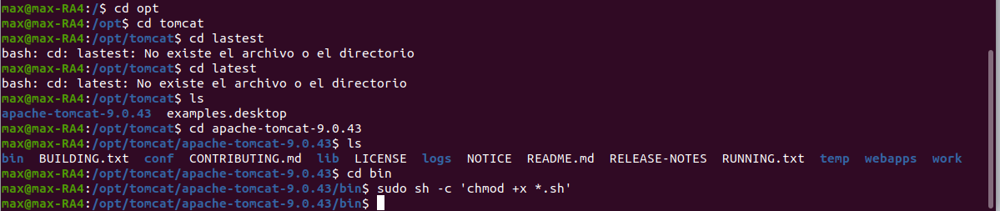 max@max-RA4:/$ cd opt
max@max-RA4:/opt$ cd tomcat
max@max-RA4:/opt/tomcat$ cd lastest
bash: cd: lastest: No existe el archivo o el directorio
max@max-RA4:/opt/tomcat$ cd latest
bash: cd: latest: No existe el archivo o el directorio
max@max-RA4:/opt/tomcat$ ls
apache-tomcat-9.0.43  examples.desktop
max@max-RA4:/opt/tomcat$ cd apache-tomcat-9.0.43
max@max-RA4:/opt/tomcat/apache-tomcat-9.0.43$ ls
bin  BUILDING.txt  conf  CONTRIBUTING.md  lib  LICENSE  logs  NOTICE  README.md  RELEASE-NOTES  RUNNING.txt  temp  webapps  work
max@max-RA4:/opt/tomcat/apache-tomcat-9.0.43$ cd bin
max@max-RA4:/opt/tomcat/apache-tomcat-9.0.43/bin$ sudo sh -c 'chmod +x *.sh'
max@max-RA4:/opt/tomcat/apache-tomcat-9.0.43/bin$